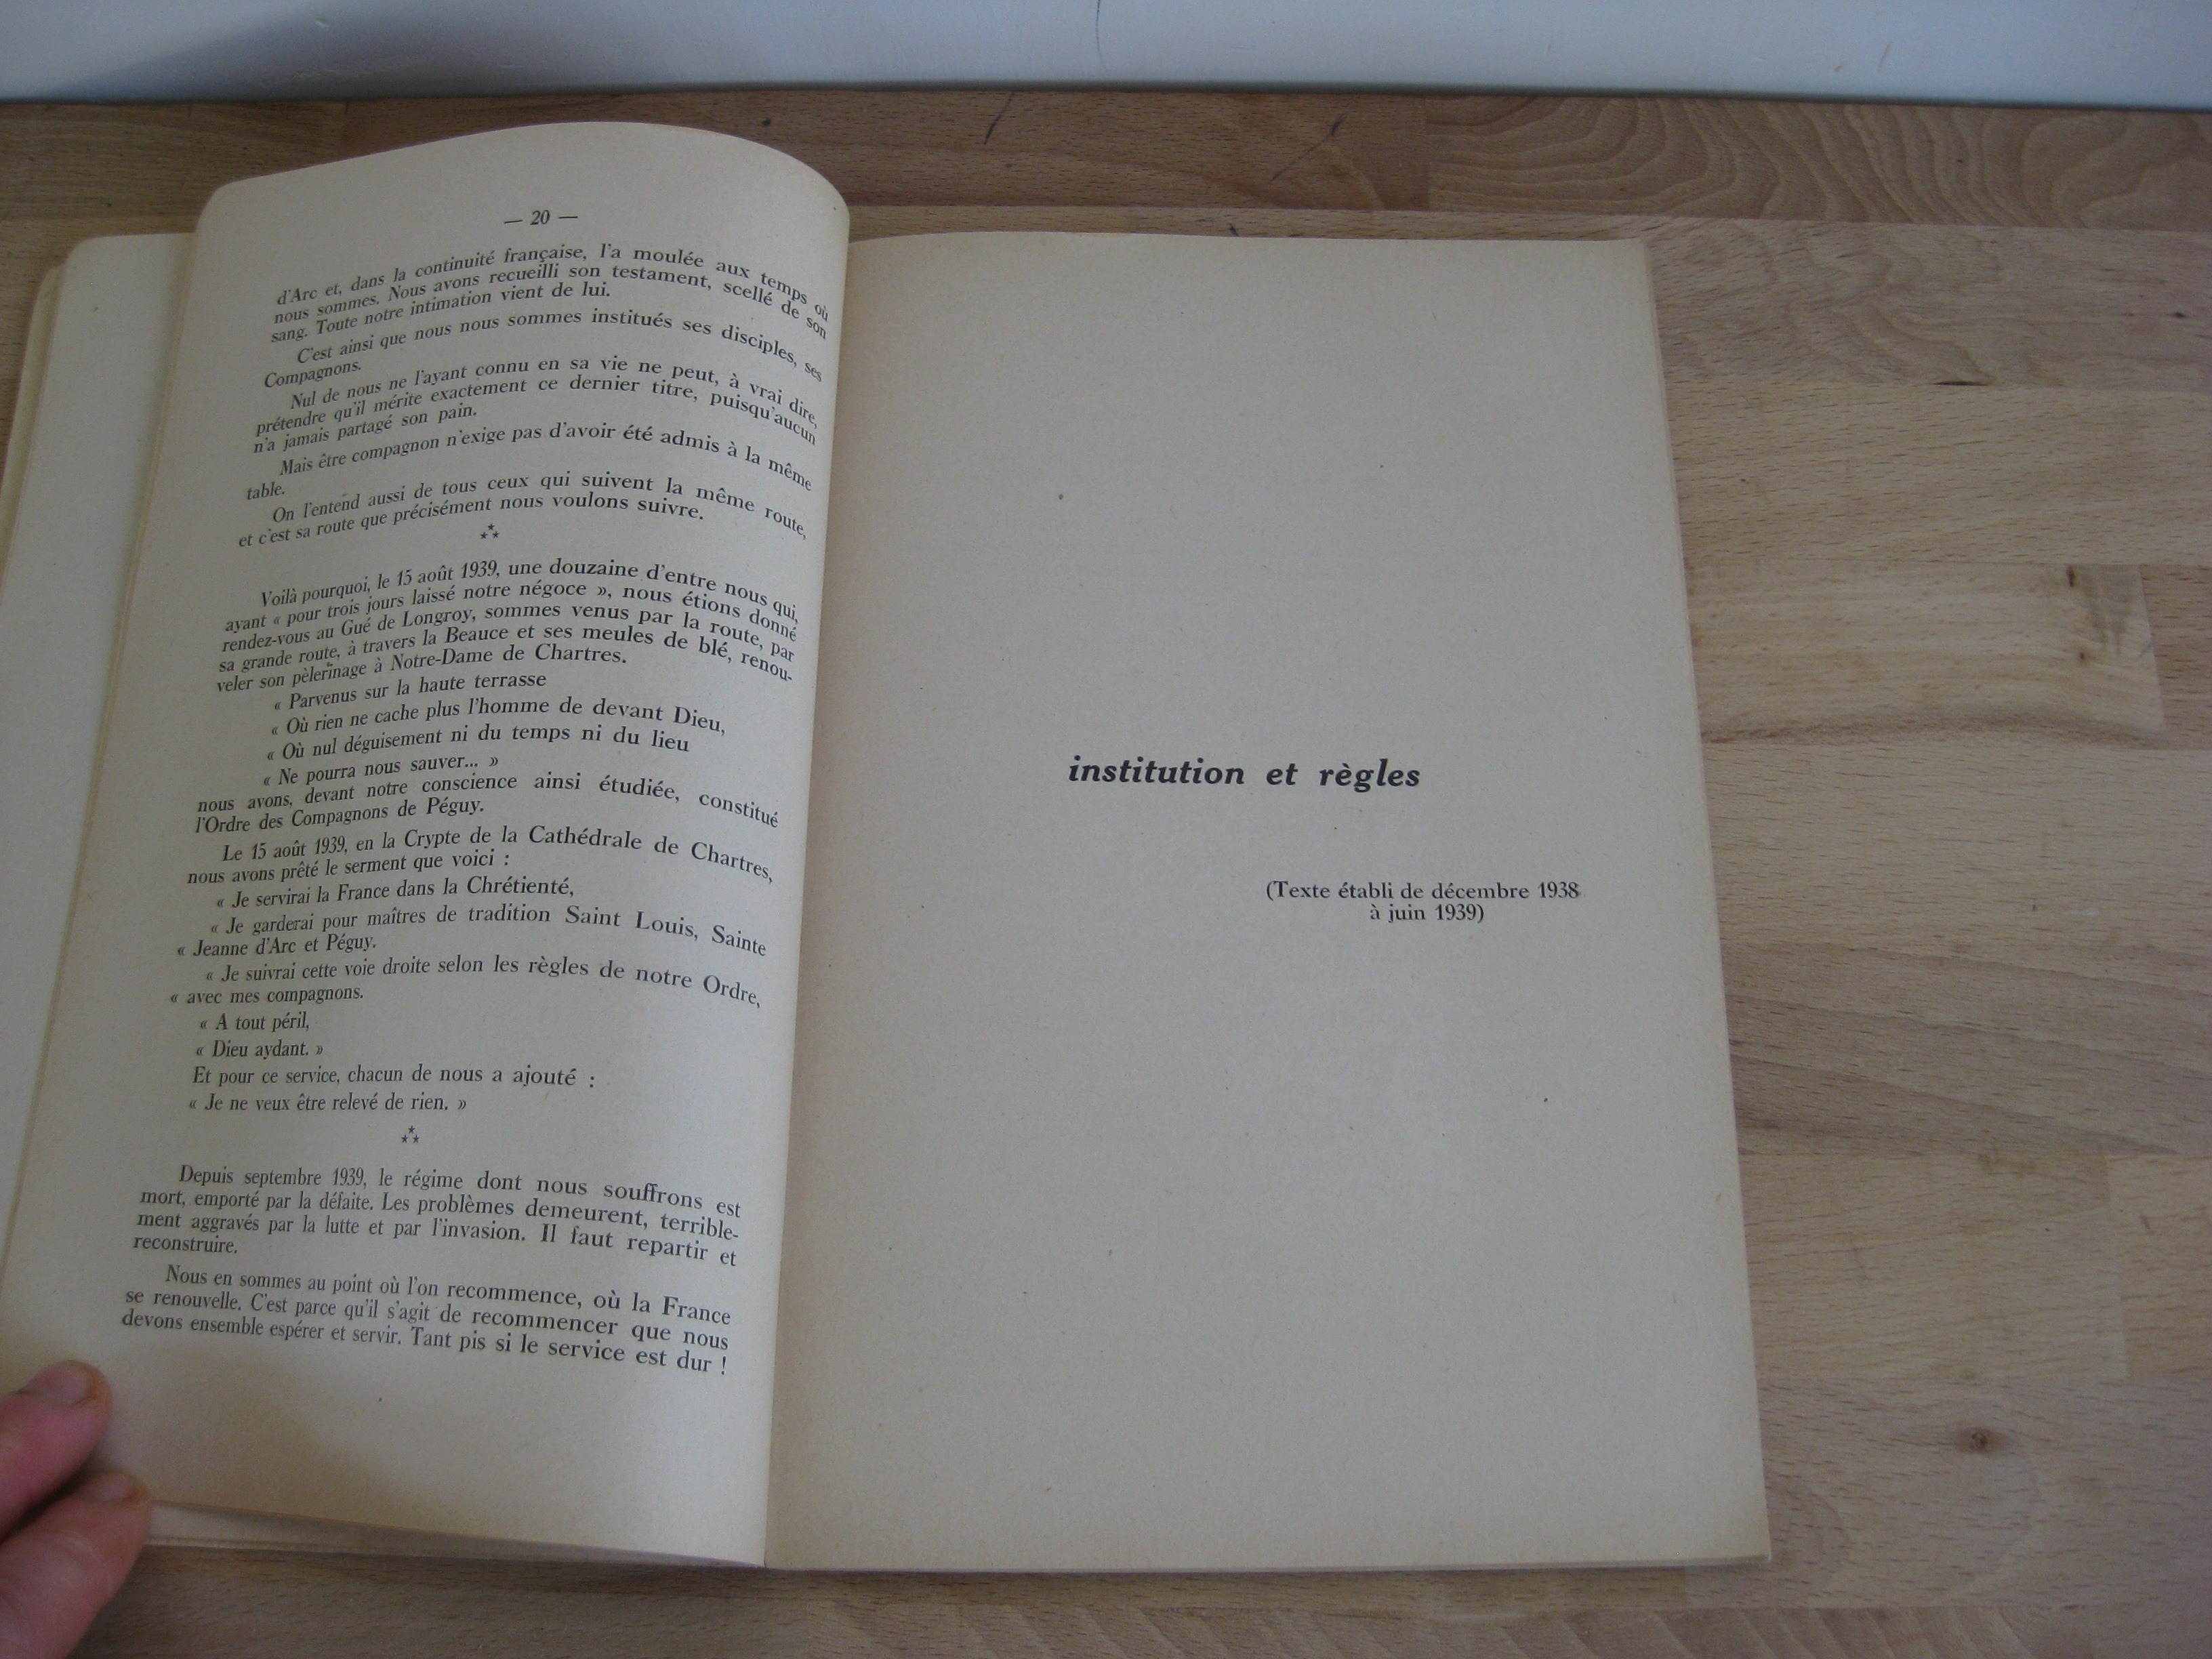 — 20 —
d'Arc et, dans la continuité française, l'a moulée aux temps où
nous sommes. Nous avons recueilli son testament, scellé de son
sang. Toute notre intimation vient de lui.
C'est ainsi que nous nous sommes institués ses disciples, ses
Compagnons.
Nul de nous ne l'ayant connu en sa vie ne peut, à vrai dire,
prétendre qu'il mérite exactement ce dernier titre, puisqu'aucun
n'a jamais partagé son pain.
Mais être compagnon n'exige pas d'avoir été admis à la même
table.
On l'entend aussi de tous ceux qui suivent la même route,
et c'est sa route que précisément nous voulons suivre.
Voilà pourquoi, le 15 août 1939, une douzaine d'entre nous qui,
ayant « pour trois jours laissé notre négoce », nous étions donné
rendez-vous au Gué de Longroy, sommes venus par la route, par
sa grande route, à travers la Beauce et ses meules de blé, renou-
veler son pèlerinage à Notre-Dame de Chartres.
« Parvenus sur la haute terrasse
« Où rien ne cache plus l'homme de devant Dieu,
« Où nul déguisement ni du temps ni du lieu
« Ne pourra nous sauver... »
nous avons, devant notre conscience ainsi étudiée, constitué
l'Ordre des Compagnons de Péguy.
Le 15 août 1939, en la Crypte de la Cathédrale de Chartres,
nous avons prêté le serment que voici :
« Je servirai la France dans la Chrétienté,
« Je garderai pour maîtres de tradition Saint Louis, Sainte
« Jeanne d'Arc et Péguy.
« Je suivrai cette voie droite selon les règles de notre Ordre,
« avec mes compagnons.
« A tout péril,
« Dieu aydant. »
Et pour ce service, chacun de nous a ajouté :
« Je ne veux être relevé de rien. »
Depuis septembre 1939, le régime dont nous souffrons est
mort, emporté par la défaite. Les problèmes demeurent, terrible-
ment aggravés par la lutte et par l'invasion. Il faut repartir et
reconstruire.
Nous en sommes au point où l'on recommence, où la France
se renouvelle. C'est parce qu'il s'agit de recommencer que nous
devons ensemble espérer et servir. Tant pis si le service est dur !
institution et règles
(Texte établi de décembre 1938
à juin 1939)